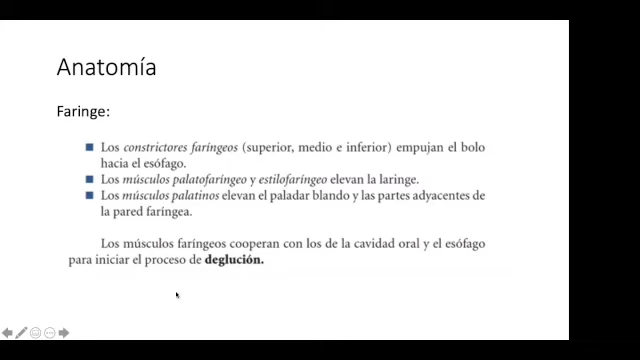 Anatomía
Faringe:
Los constrictores faríngeos (superior, medio e inferior) empujan el bolo
hacia el esófago.
Los músculos palatofaríngeo y estilofaríngeo elevan la laringe.
Los músculos palatinos elevan el paladar blando y las partes adyacentes de
la pared faríngea.
Los músculos faríngeos cooperan con los de la cavidad oral y el esófago
para iniciar el proceso de deglución.